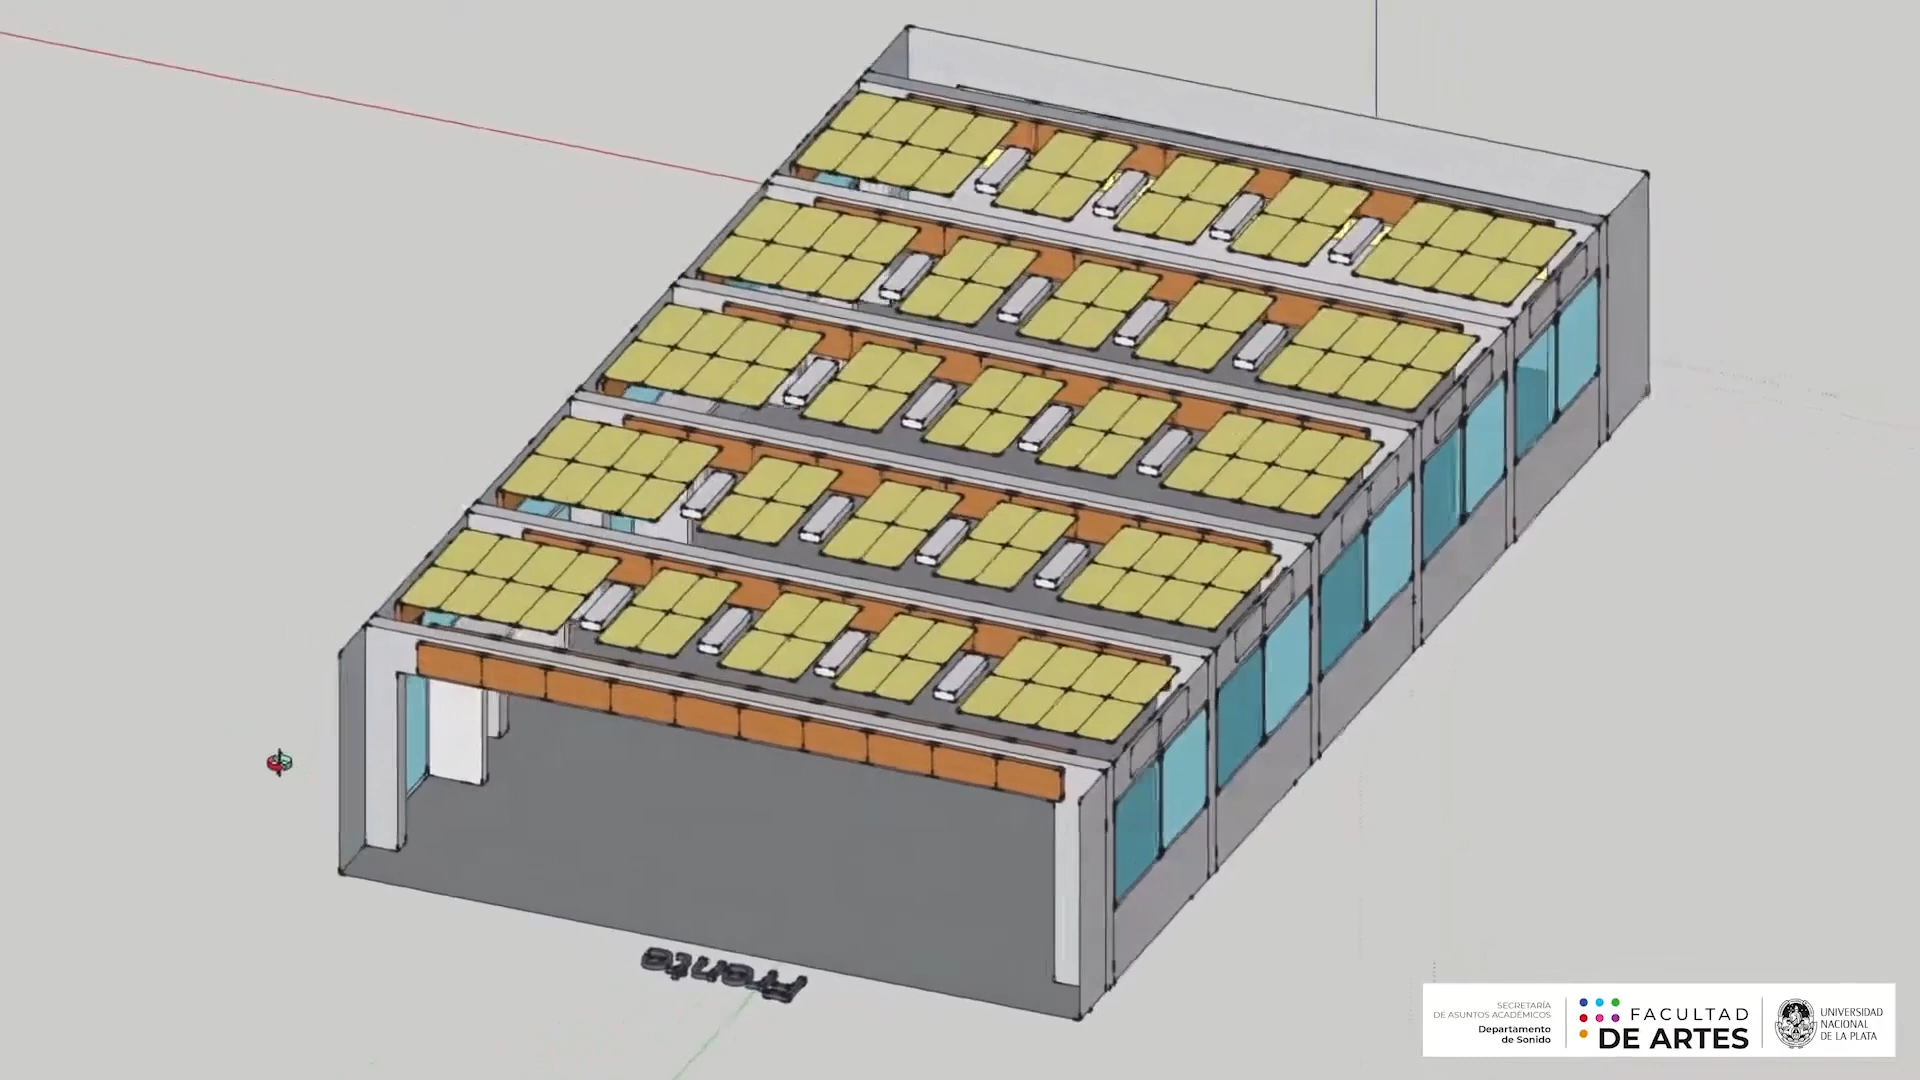 Frente
SECRETARÍA
DE ASUNTOS ACADÉMICOS
Departamento
de Sonido
FACULTAD
DE ARTES
UNIVERSIDAD
NACIONAL
DE LA PLATA